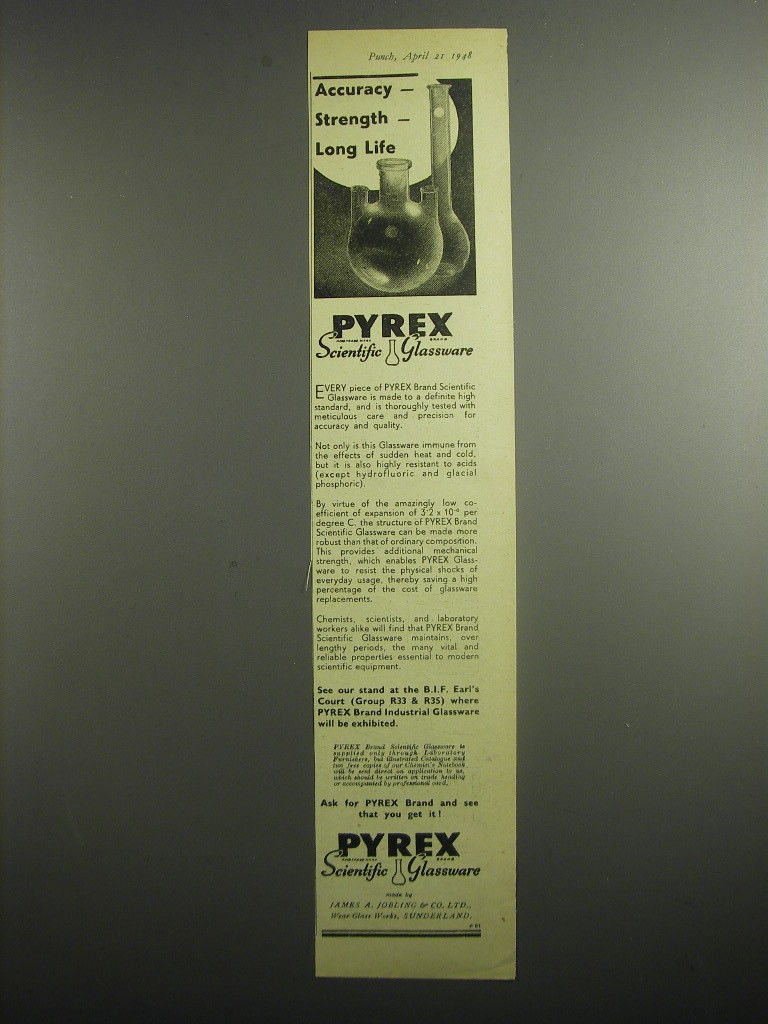 Punch, April 21 1948
Accuracy —
Strength —
Long Life
PYREX
REGD TRADE MARK BRAND
Scientific Glassware
EVERY piece of PYREX Brand Scientific
Glassware is made to a definite high
standard, and is thoroughly tested with
meticulous care and precision for
accuracy and quality.
Not only is this Glassware immune from
the effects of sudden heat and cold,
but it is also highly resistant to acids
(except hydrofluoric and glacial
phosphoric).
By virtue of the amazingly low co-
efficient of expansion of 3·2 x 10⁻⁶ per
degree C. the structure of PYREX Brand
Scientific Glassware can be made more
robust than that of ordinary composition.
This provides additional mechanical
strength, which enables PYREX Glass-
ware to resist the physical shocks of
everyday usage, thereby saving a high
percentage of the cost of glassware
replacements.
Chemists, scientists, and laboratory
workers alike will find that PYREX Brand
Scientific Glassware maintains, over
lengthy periods, the many vital and
reliable properties essential to modern
scientific equipment.
See our stand at the B.I.F. Earl's
Court (Group R33 & R35) where
PYREX Brand Industrial Glassware
will be exhibited.
PYREX Brand Scientific Glassware is
supplied only through Laboratory
Furnishers, but illustrated Catalogue and
two free copies of our Chemist's Notebook
will be sent direct on application to us,
which should be written on trade heading
or accompanied by professional card.
Ask for PYREX Brand and see
that you get it!
PYREX
REGD TRADE MARK BRAND
Scientific Glassware
made by
JAMES A. JOBLING & CO. LTD.,
Wear Glass Works, SUNDERLAND.